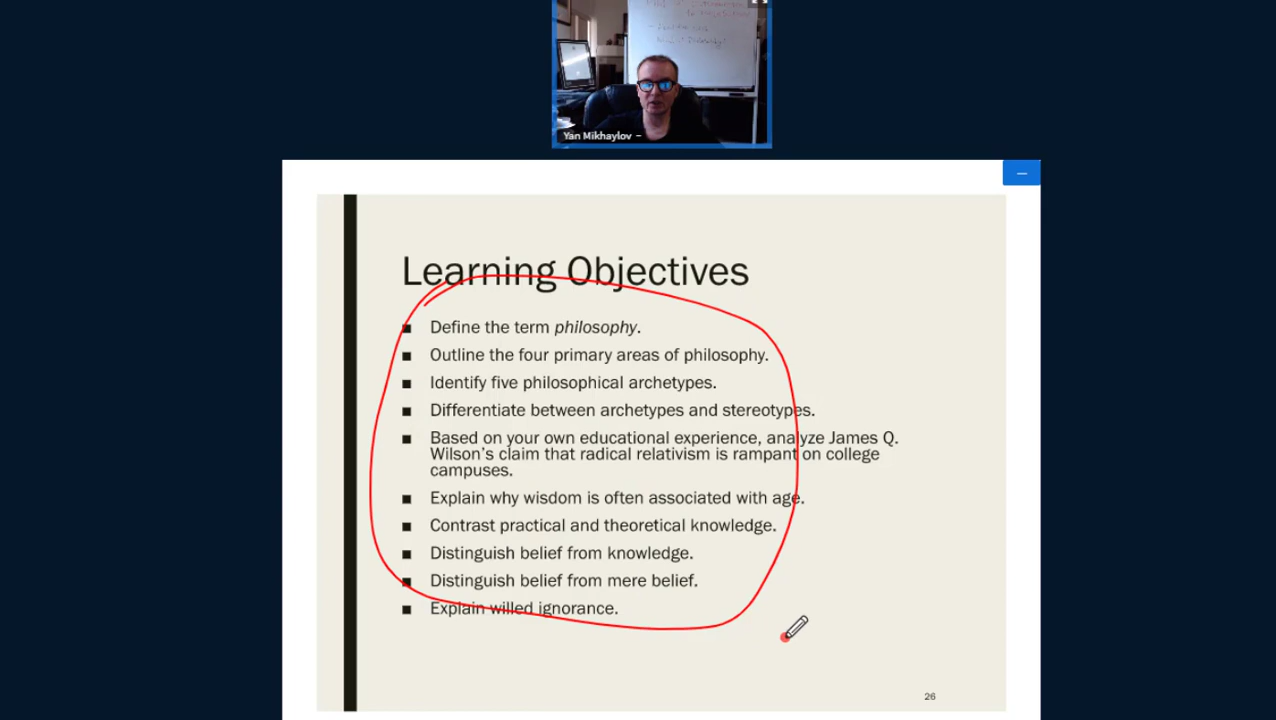 Yan Mikhaylov
Learning Objectives
■ Define the term philosophy.
■ Outline the four primary areas of philosophy.
■ Identify five philosophical archetypes.
■ Differentiate between archetypes and stereotypes.
■ Based on your own educational experience, analyze James Q.
Wilson's claim that radical relativism is rampant on college
campuses.
■ Explain why wisdom is often associated with age.
■ Contrast practical and theoretical knowledge.
■ Distinguish belief from knowledge.
■ Distinguish belief from mere belief.
■ Explain willed ignorance.
26